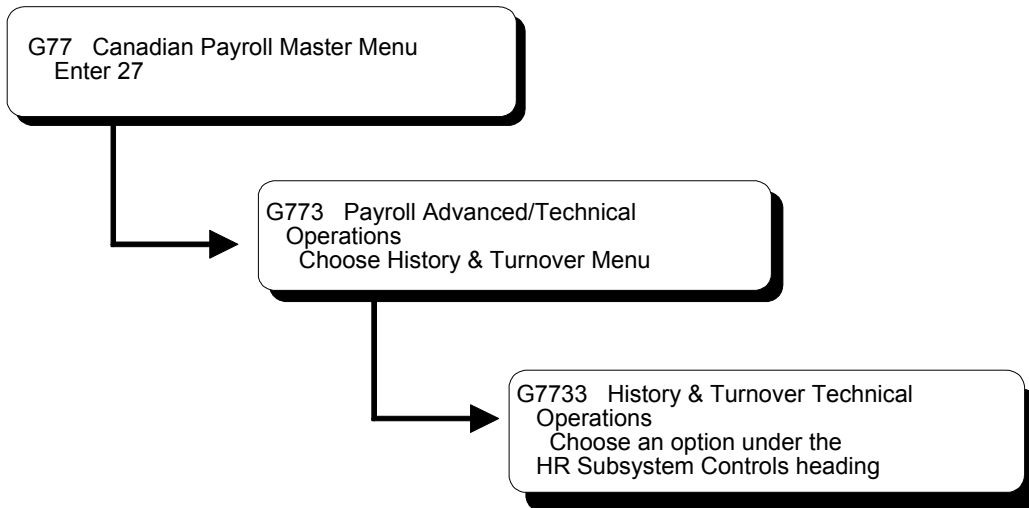 G77 Canadian Payroll Master Menu
Enter 27
G773 Payroll Advanced/Technical
Operations
Choose History & Turnover Menu
G7733 History & Turnover Technical
Operations
Choose an option under the
HR Subsystem Controls heading